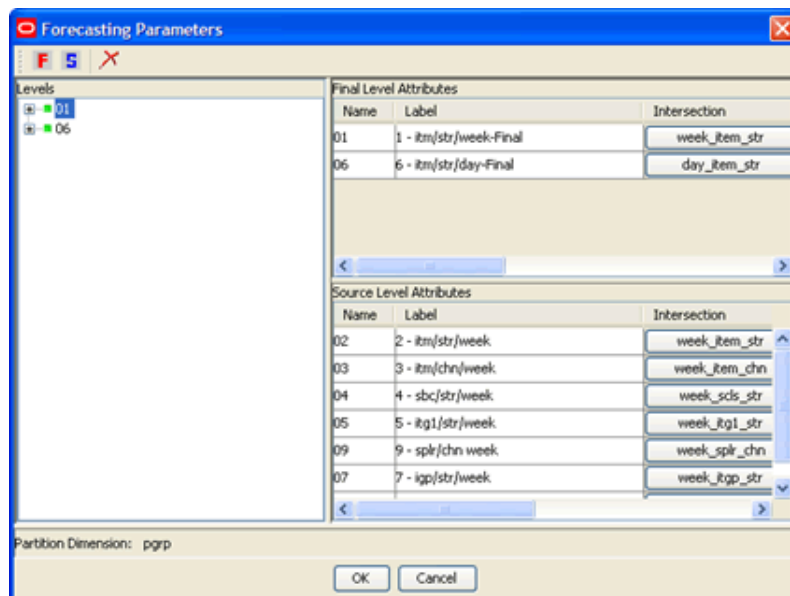 Forecasting Parameters
F S
Levels
01
06
Final Level Attributes
Name Label Intersection
01 1 - itm/str/week-Final week_item_str
06 6 - itm/str/day-Final day_item_str
Source Level Attributes
Name Label Intersection
02 2 - itm/str/week week_item_str
03 3 - itm/chn/week week_item_chn
04 4 - sbc/str/week week_scls_str
05 5 - itg1/str/week week_itg1_str
09 9 - splr/chn week week_splr_chn
07 7 - igp/str/week week_itgp_str
Partition Dimension: pgrp
OK Cancel